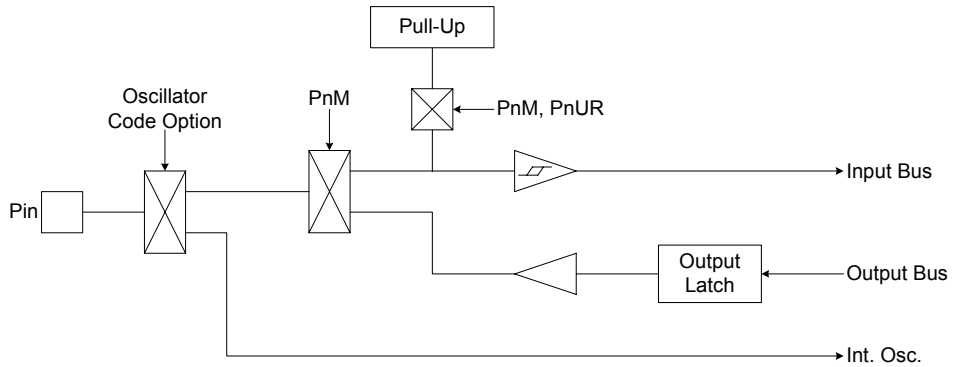 Pull-Up
Oscillator
Code Option
PnM
PnM, PnUR
Pin
Input Bus
Output
Latch
Output Bus
Int. Osc.